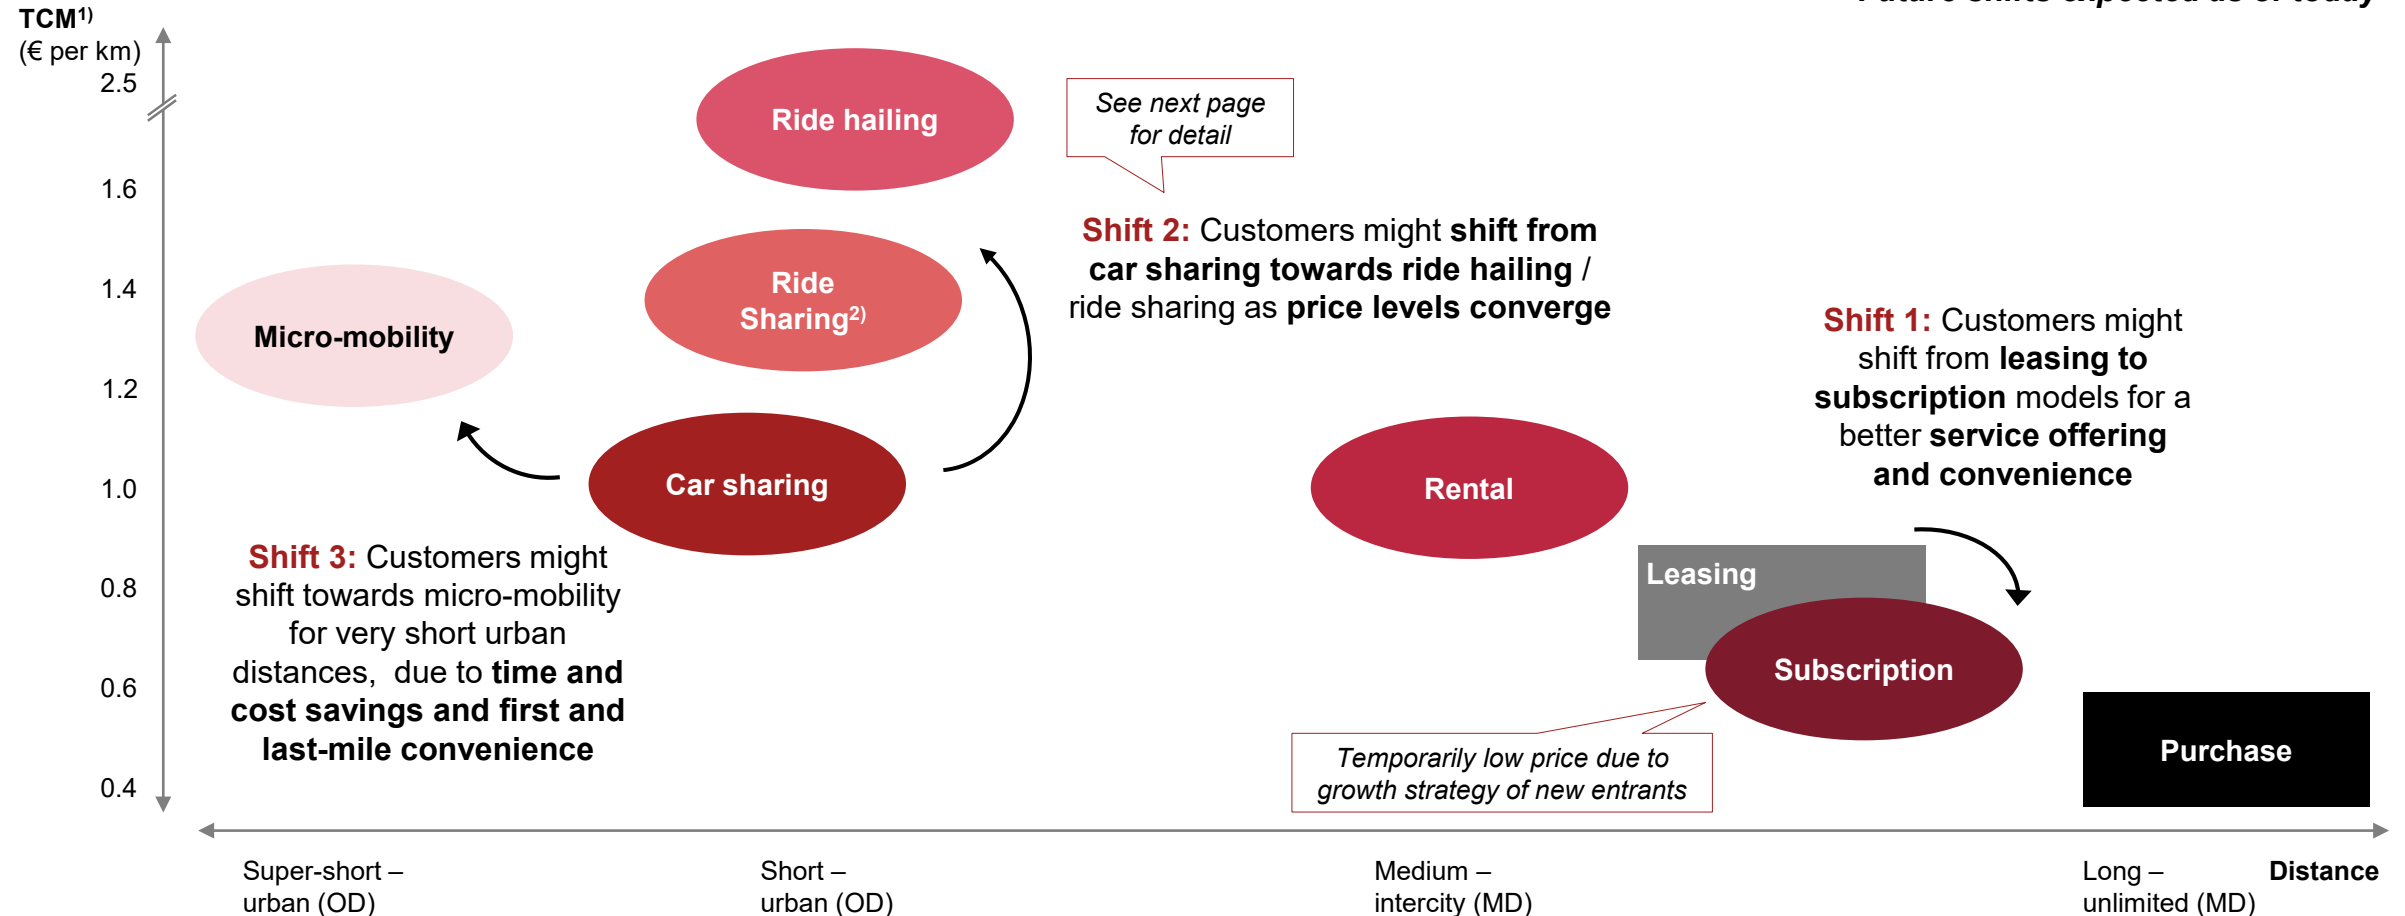 Future shifts expected as of today
TCM1)
(€ per km)
2.5
1.6
1.4
1.2
1.0
0.8
0.6
0.4
Ride hailing
See next page
for detail
Ride
Sharing2)
Micro-mobility
Car sharing
Shift 2: Customers might shift from
car sharing towards ride hailing /
ride sharing as price levels converge
Shift 1: Customers might
shift from leasing to
subscription models for a
better service offering
and convenience
Rental
Leasing
Subscription
Shift 3: Customers might
shift towards micro-mobility
for very short urban
distances, due to time and
cost savings and first and
last-mile convenience
Temporarily low price due to
growth strategy of new entrants
Purchase
Super-short –
urban (OD)
Short –
urban (OD)
Medium –
intercity (MD)
Long –
unlimited (MD)
Distance